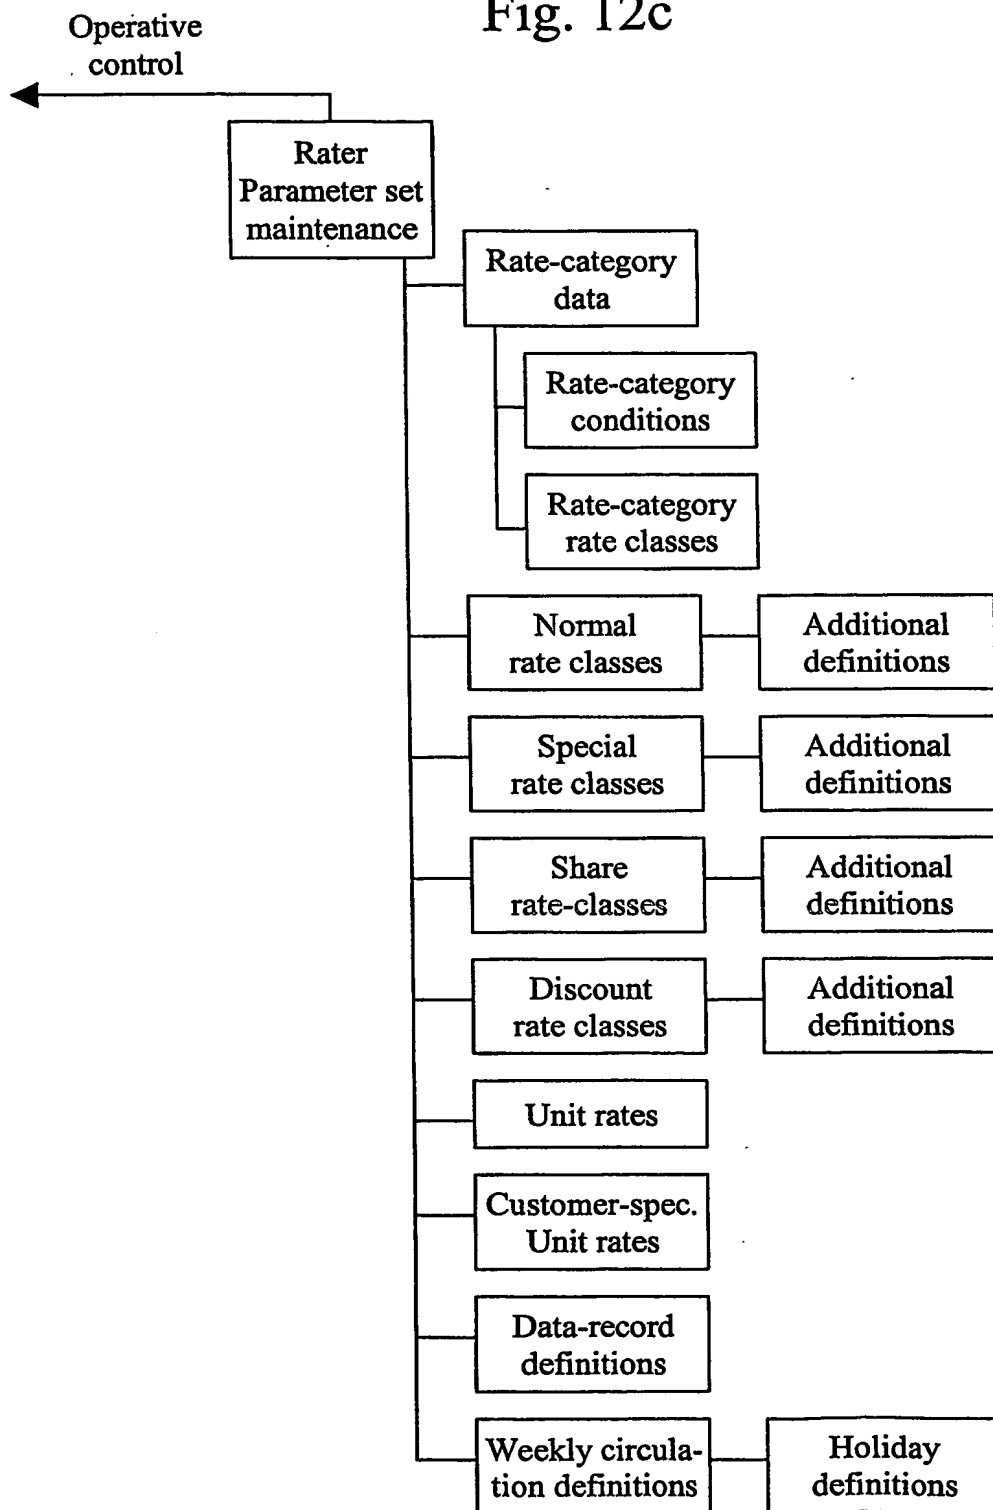 Fig. 12c
Operative
control
Rater
Parameter set
maintenance
Rate-category
data
Rate-category
conditions
Rate-category
rate classes
Normal
rate classes
Additional
definitions
Special
rate classes
Additional
definitions
Share
rate-classes
Additional
definitions
Discount
rate classes
Additional
definitions
Unit rates
Customer-spec.
Unit rates
Data-record
definitions
Weekly circula-
tion definitions
Holiday
definitions